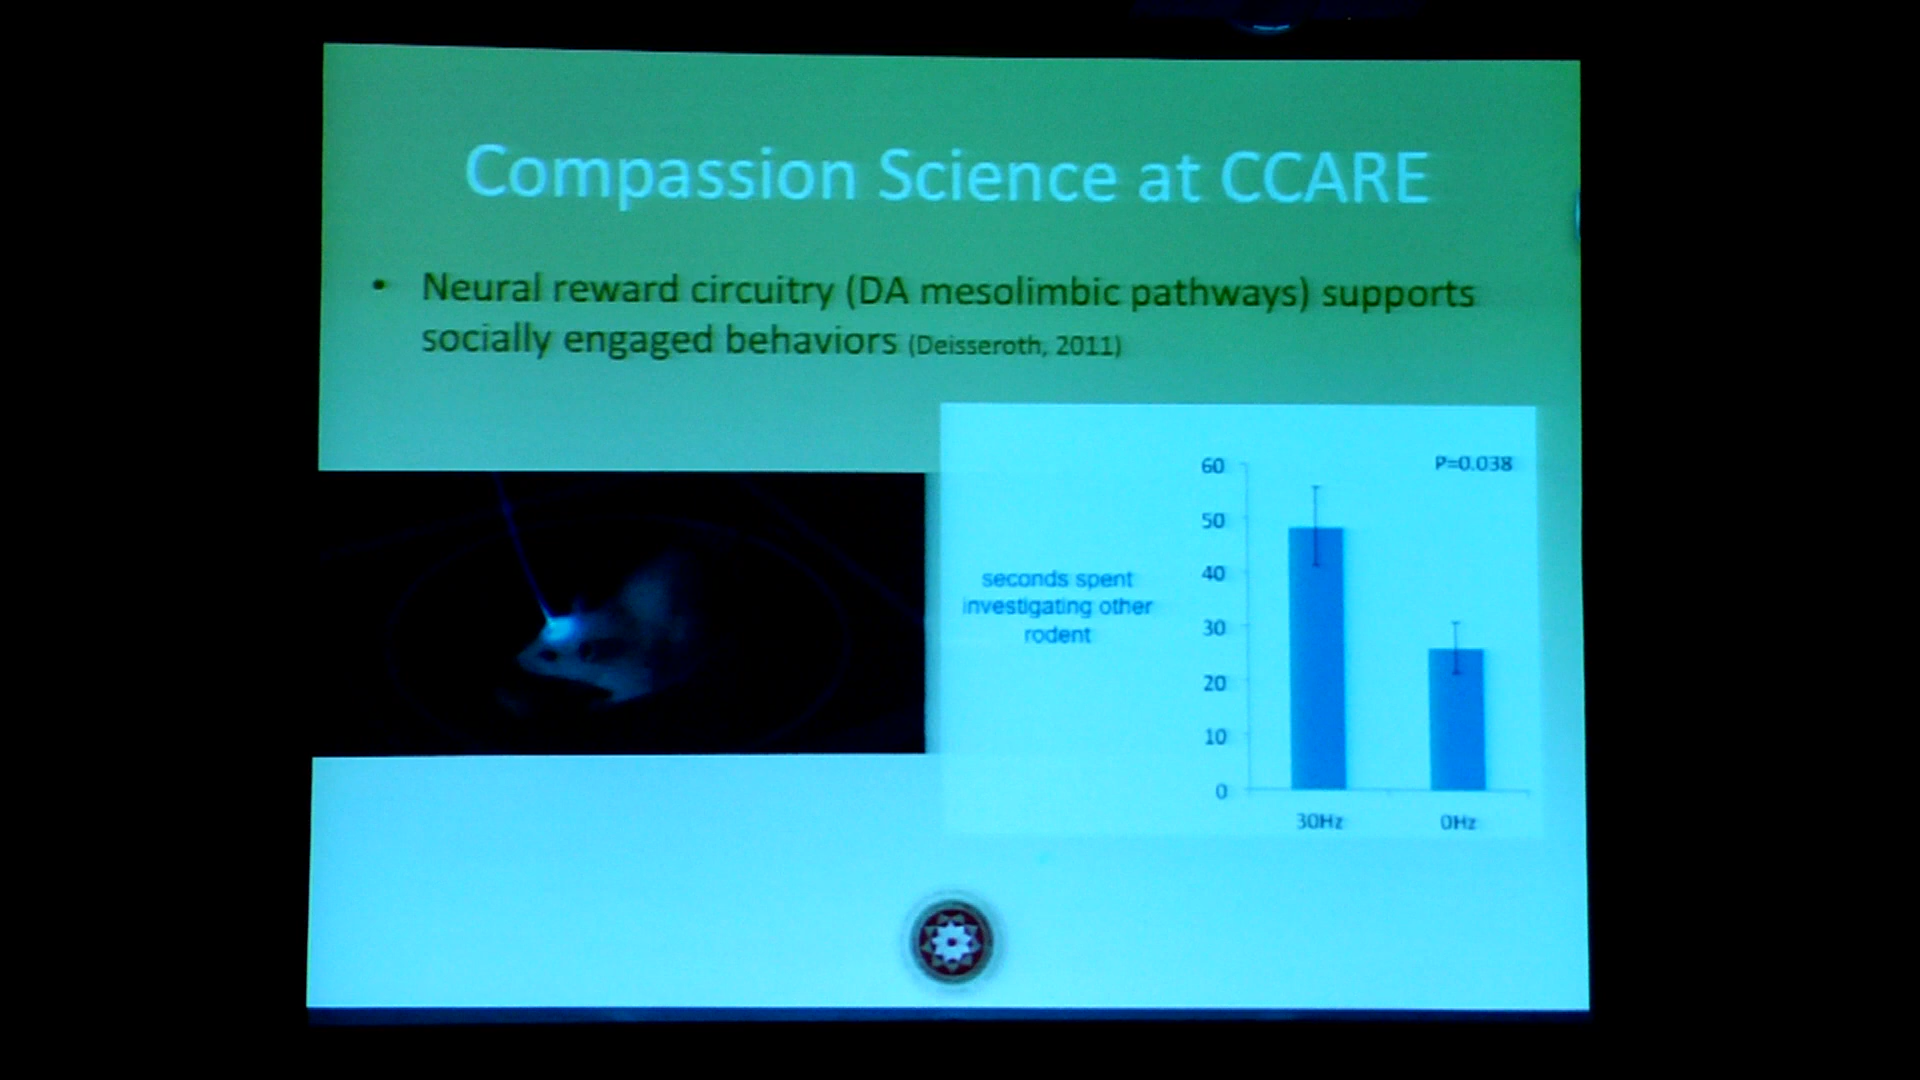 Compassion Science at CCARE
• Neural reward circuitry (DA mesolimbic pathways) supports
socially engaged behaviors (Deisseroth, 2011)
seconds spent
investigating other
rodent
P=0.038
60
50
40
30
20
10
0
30Hz
0Hz